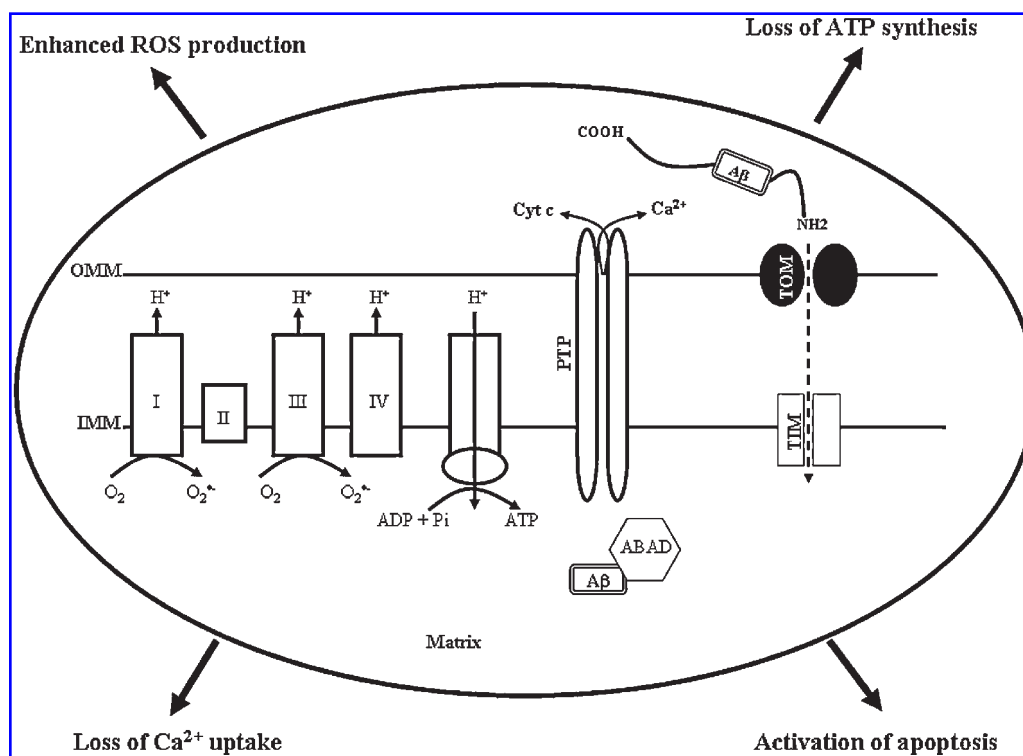 Enhanced ROS production
Loss of ATP synthesis
COOH
Aβ
NH2
Cyt c
Ca²⁺
OMM
TOM
H⁺
H⁺
H⁺
H⁺
PTP
I
II
III
IV
IMM
TIM
O₂
O₂•-
O₂
O₂•-
ADP + Pi
ATP
ABAD
Aβ
Matrix
Loss of Ca²⁺ uptake
Activation of apoptosis